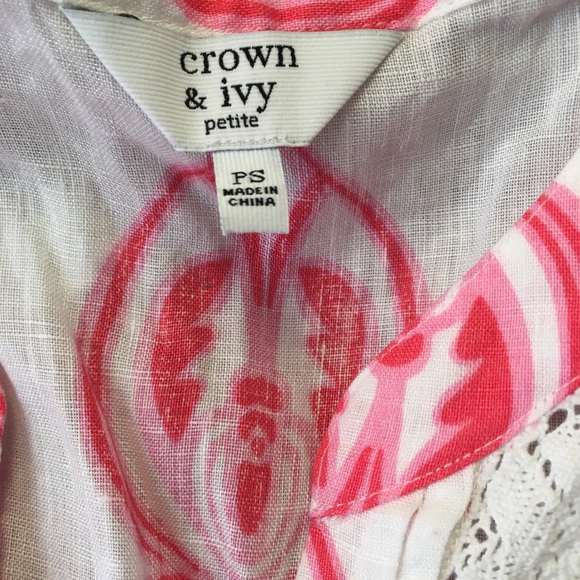 crown
& ivy
petite
PS
MADE IN
CHINA